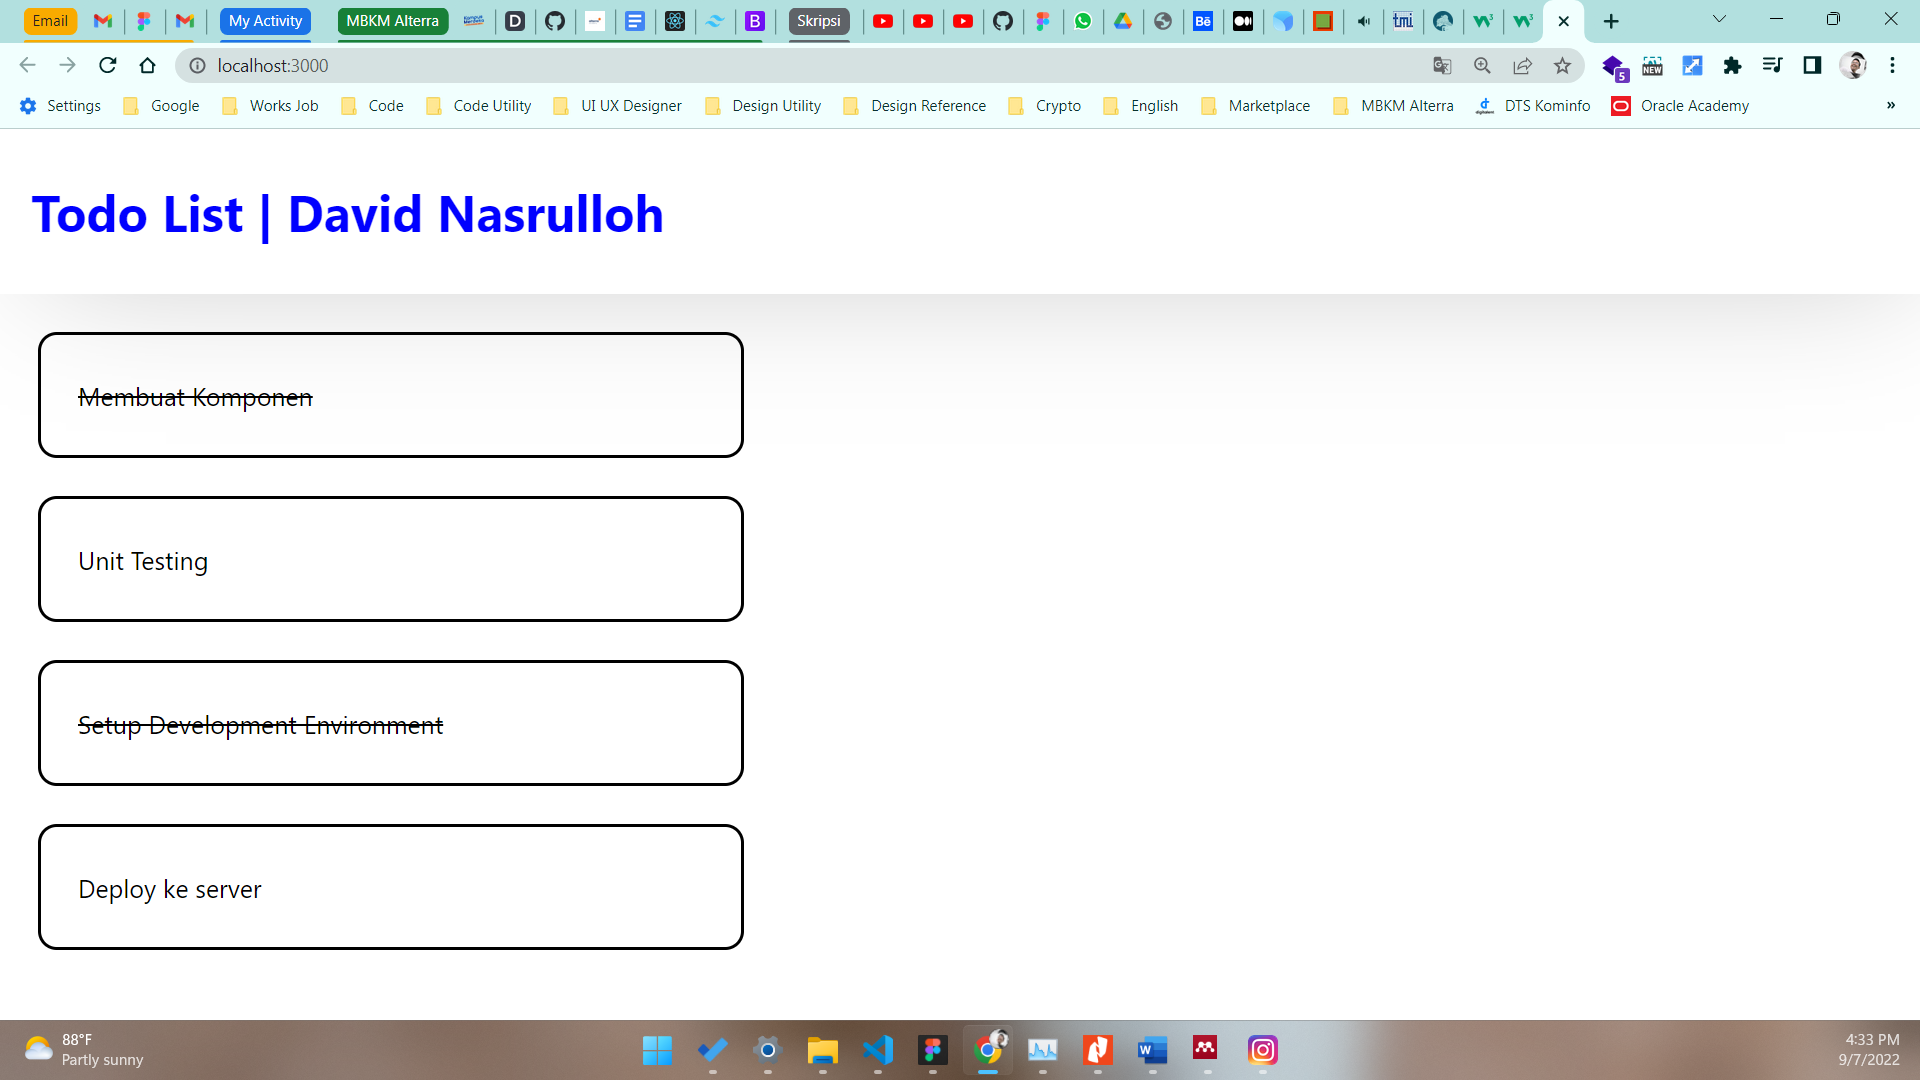 Email My Activity MBKM Alterra Skripsi
localhost:3000
Settings Google Works Job Code Code Utility UI UX Designer Design Utility Design Reference Crypto English Marketplace MBKM Alterra DTS Kominfo Oracle Academy »
Todo List | David Nasrulloh
Membuat Komponen
Unit Testing
Setup Development Environment
Deploy ke server
88°F
Partly sunny
4:33 PM
9/7/2022